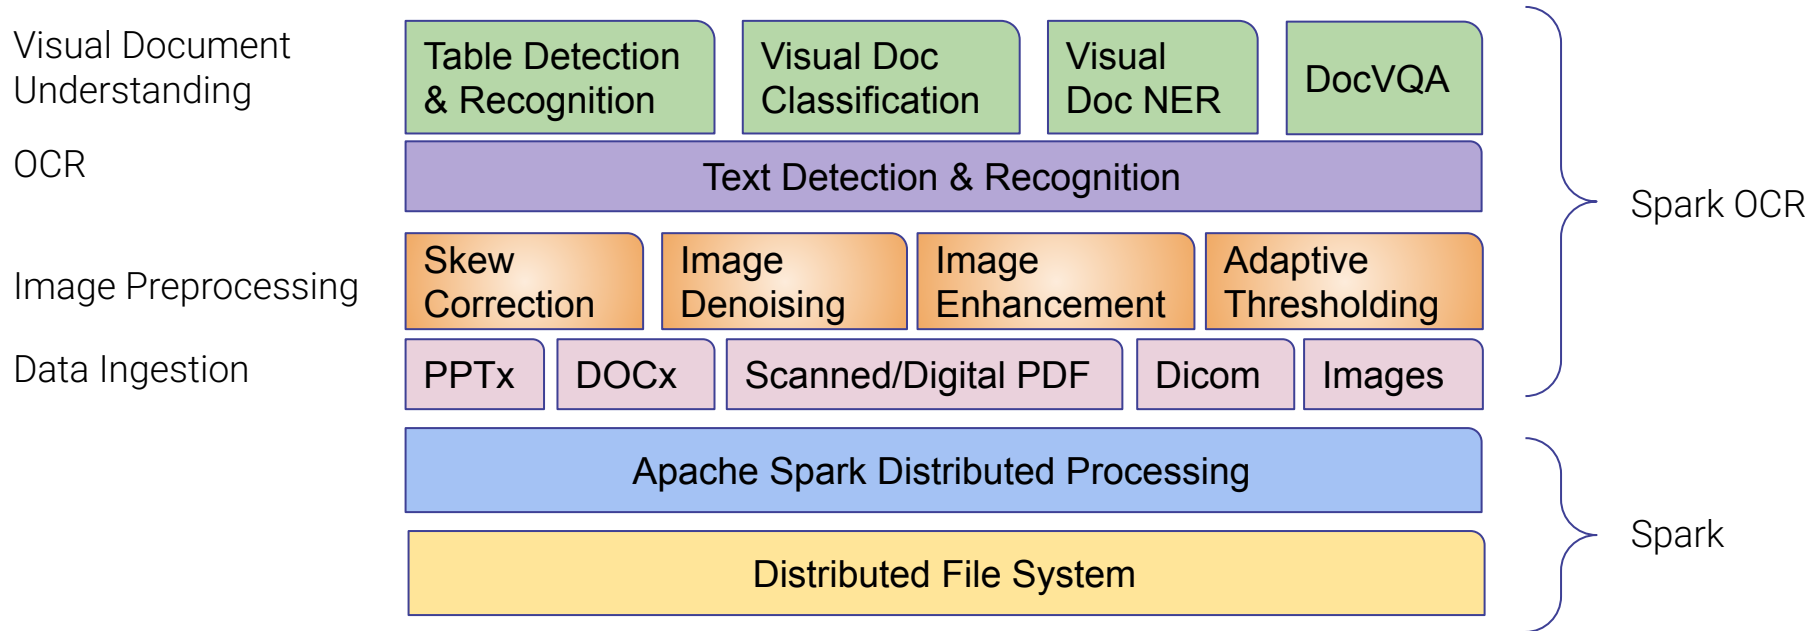 Visual Document
Understanding
Table Detection
& Recognition
Visual Doc
Classification
Visual
Doc NER
DocVQA
OCR
Text Detection & Recognition
Spark OCR
Image Preprocessing
Skew
Correction
Image
Denoising
Image
Enhancement
Adaptive
Thresholding
Data Ingestion
PPTx
DOCx
Scanned/Digital PDF
Dicom
Images
Apache Spark Distributed Processing
Spark
Distributed File System